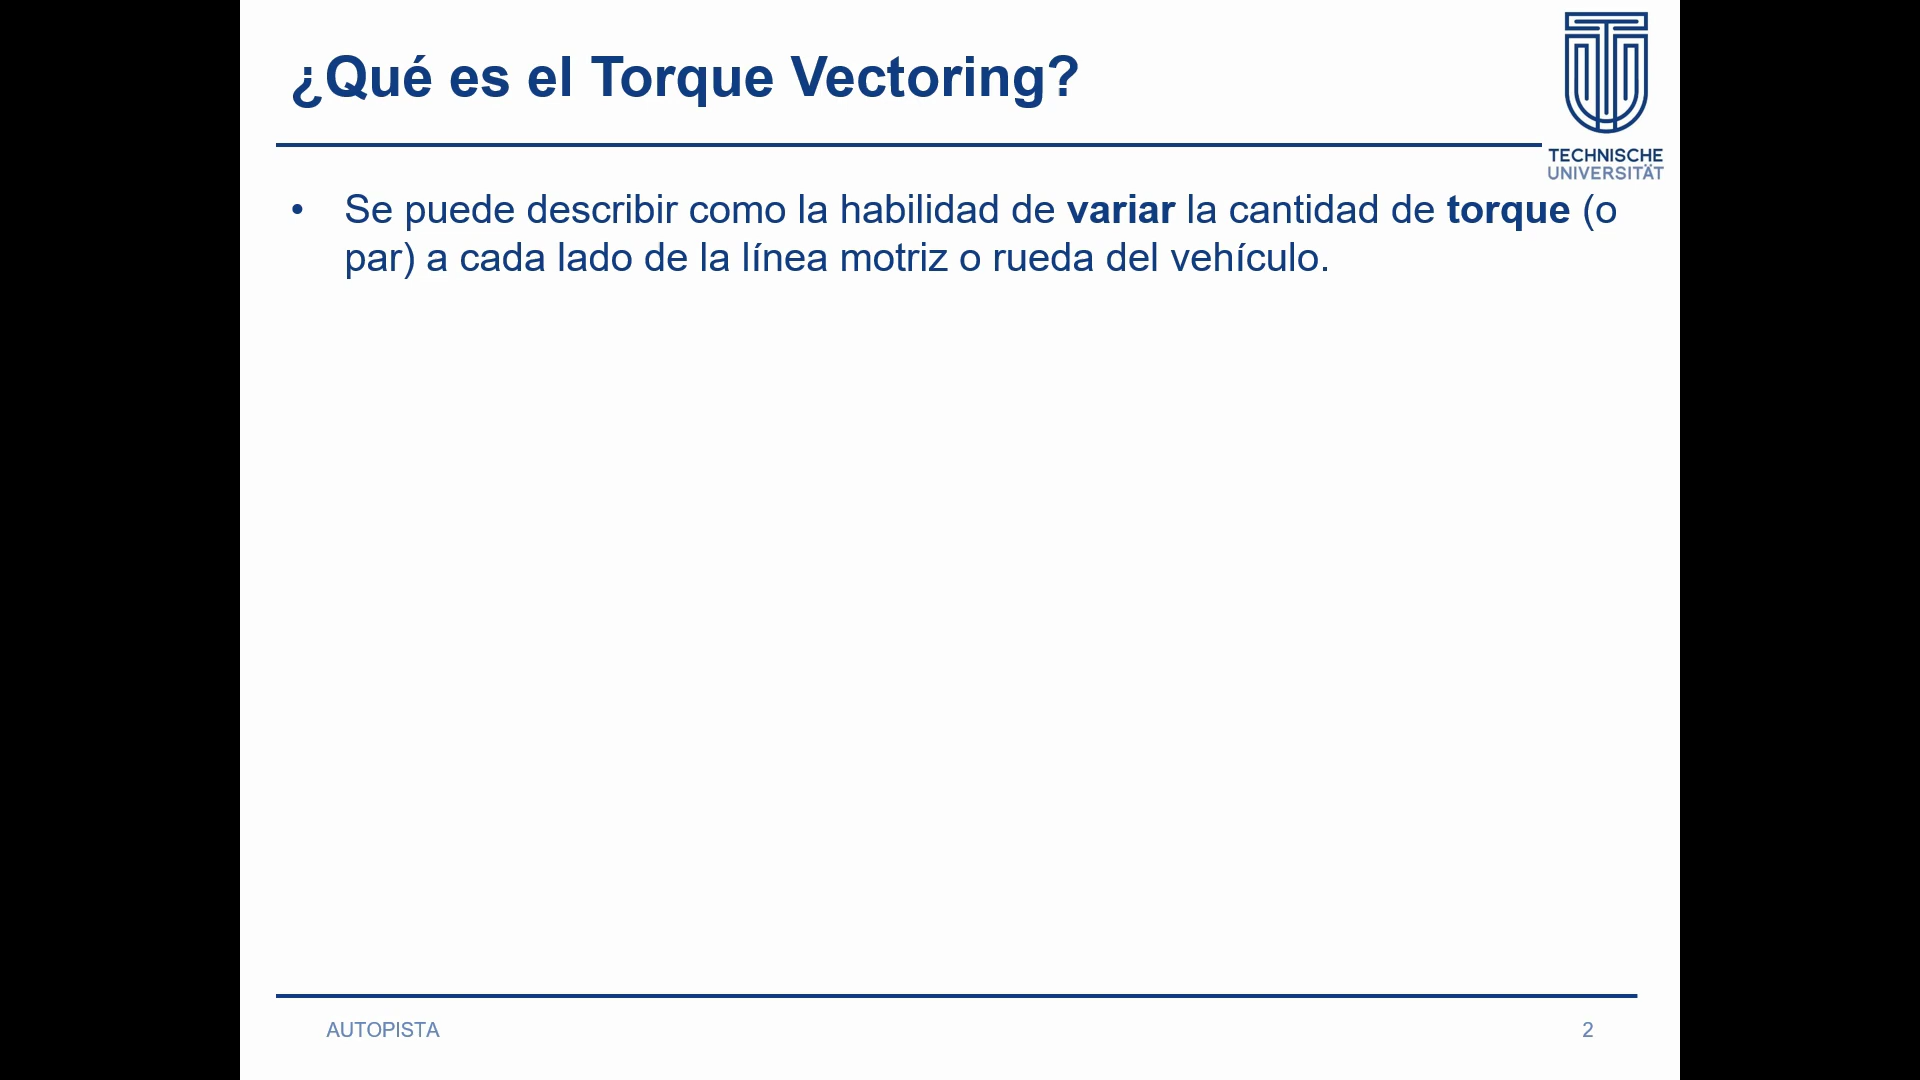 ¿Qué es el Torque Vectoring?
TECHNISCHE
UNIVERSITÄT
• Se puede describir como la habilidad de variar la cantidad de torque (o
par) a cada lado de la línea motriz o rueda del vehículo.
AUTOPISTA
2